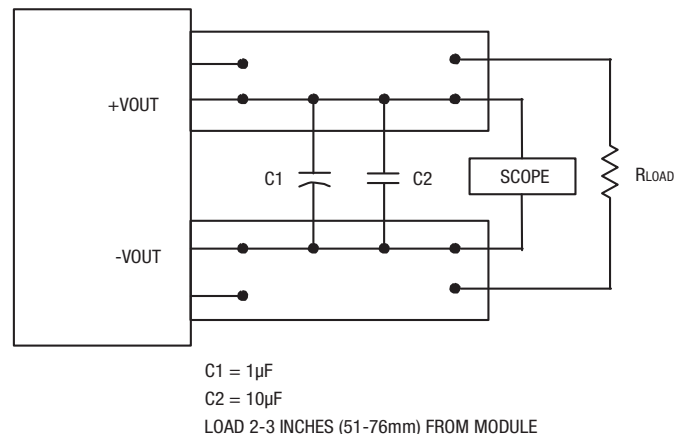 +VOUT
C1
C2
SCOPE
RLOAD
-VOUT
C1 = 1µF
C2 = 10µF
LOAD 2-3 INCHES (51-76mm) FROM MODULE